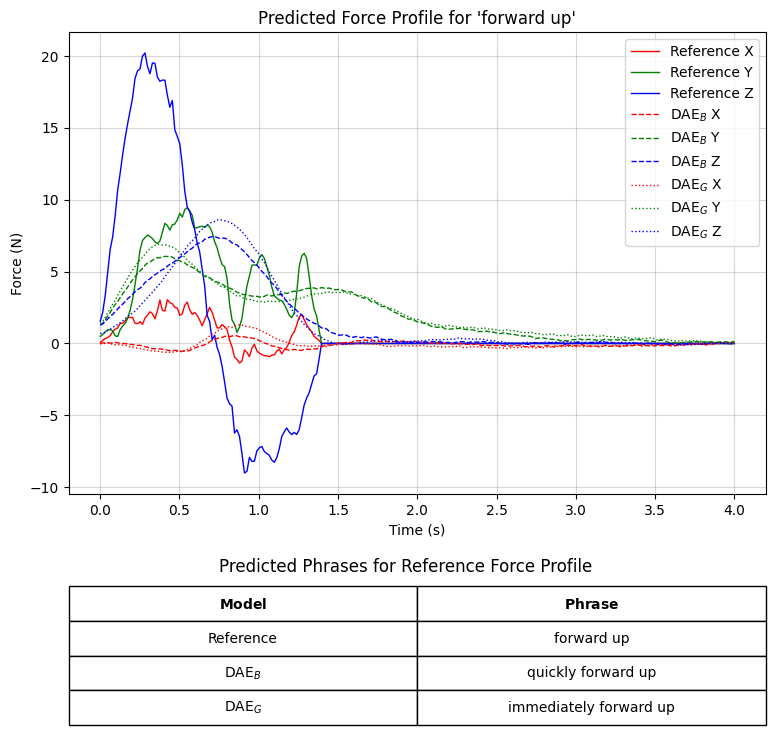 Predicted Force Profile for 'forward up'
20
15
10
5
0
−5
−10
Force (N)
Reference X
Reference Y
Reference Z
DAE_B X
DAE_B Y
DAE_B Z
DAE_G X
DAE_G Y
DAE_G Z
0.0 0.5 1.0 1.5 2.0 2.5 3.0 3.5 4.0
Time (s)
Predicted Phrases for Reference Force Profile
Model Phrase
Reference forward up
DAE_B quickly forward up
DAE_G immediately forward up